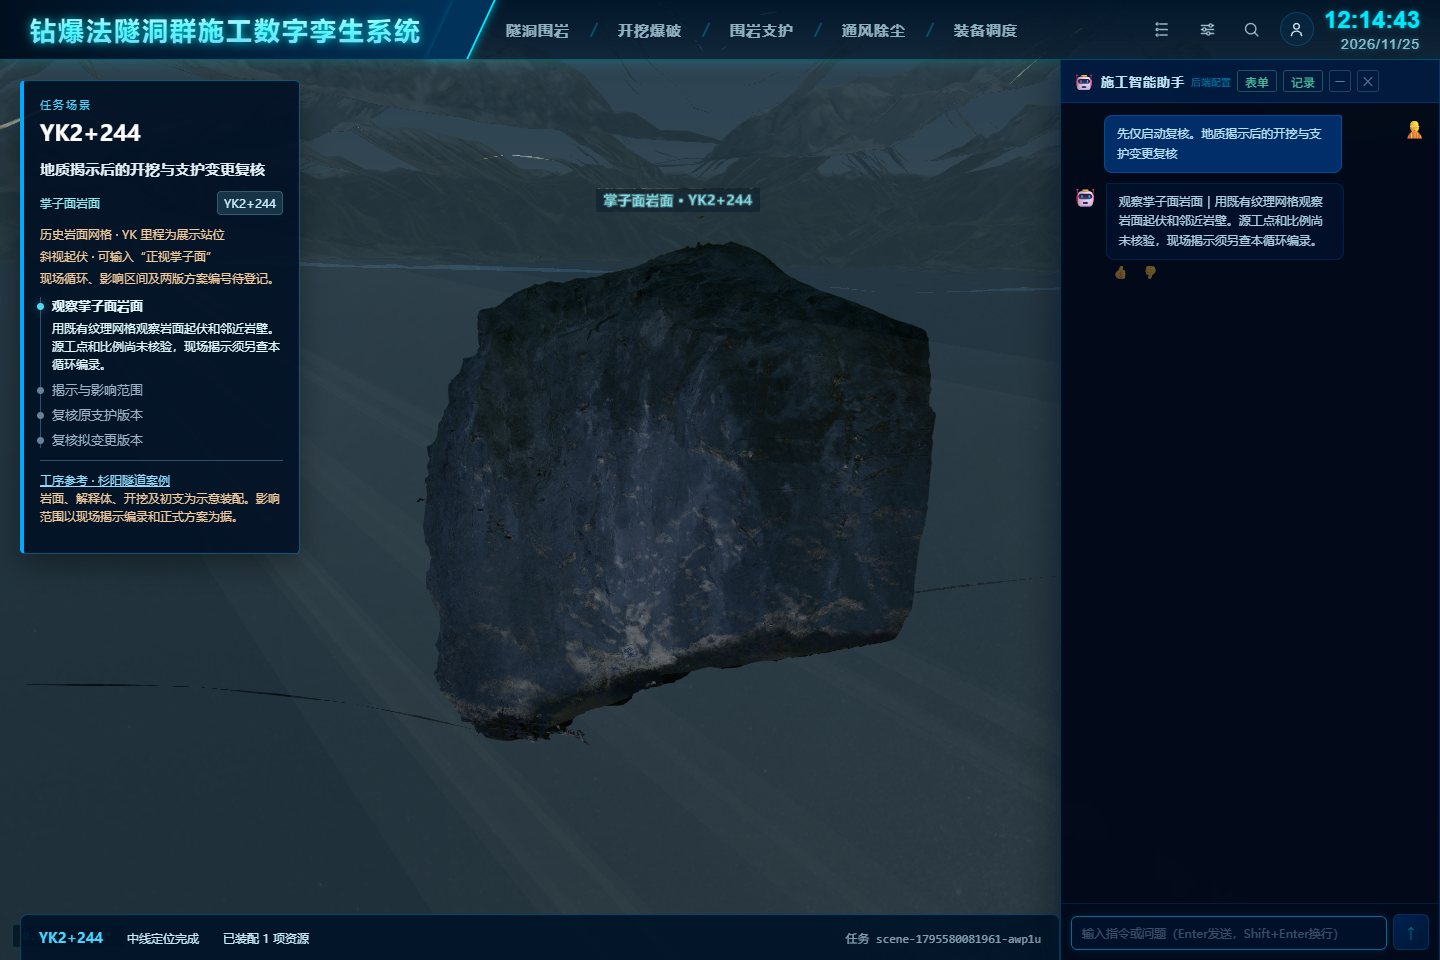 钻爆法隧洞群施工数字孪生系统
隧洞围岩 / 开挖爆破 / 围岩支护 / 通风除尘 / 装备调度
12:14:43
2026/11/25
任务场景
YK2+244
地质揭示后的开挖与支护变更复核
掌子面岩面 YK2+244
历史岩面网格 · YK 里程为展示站位
斜视起伏 · 可输入“正视掌子面”
现场循环、影响区间及两版方案编号待登记。
观察掌子面岩面
用既有纹理网格观察岩面起伏和邻近岩壁。
源工点和比例尚未核验，现场揭示须另查本
循环编录。
揭示与影响范围
复核原支护版本
复核拟变更版本
工序参考 · 杉阳隧道案例
岩面、解释体、开挖及初支为示意装配。影响
范围以现场揭示编录和正式方案为据。
掌子面岩面 · YK2+244
施工智能助手 后端配置 表单 记录
先仅启动复核。地质揭示后的开挖与支
护变更复核
观察掌子面岩面 | 用既有纹理网格观察
岩面起伏和邻近岩壁。源工点和比例尚
未核验，现场揭示须另查本循环编录。
输入指令或问题（Enter发送，Shift+Enter换行）
YK2+244 中线定位完成 已装配 1 项资源
任务 scene-1795580081961-awp1u